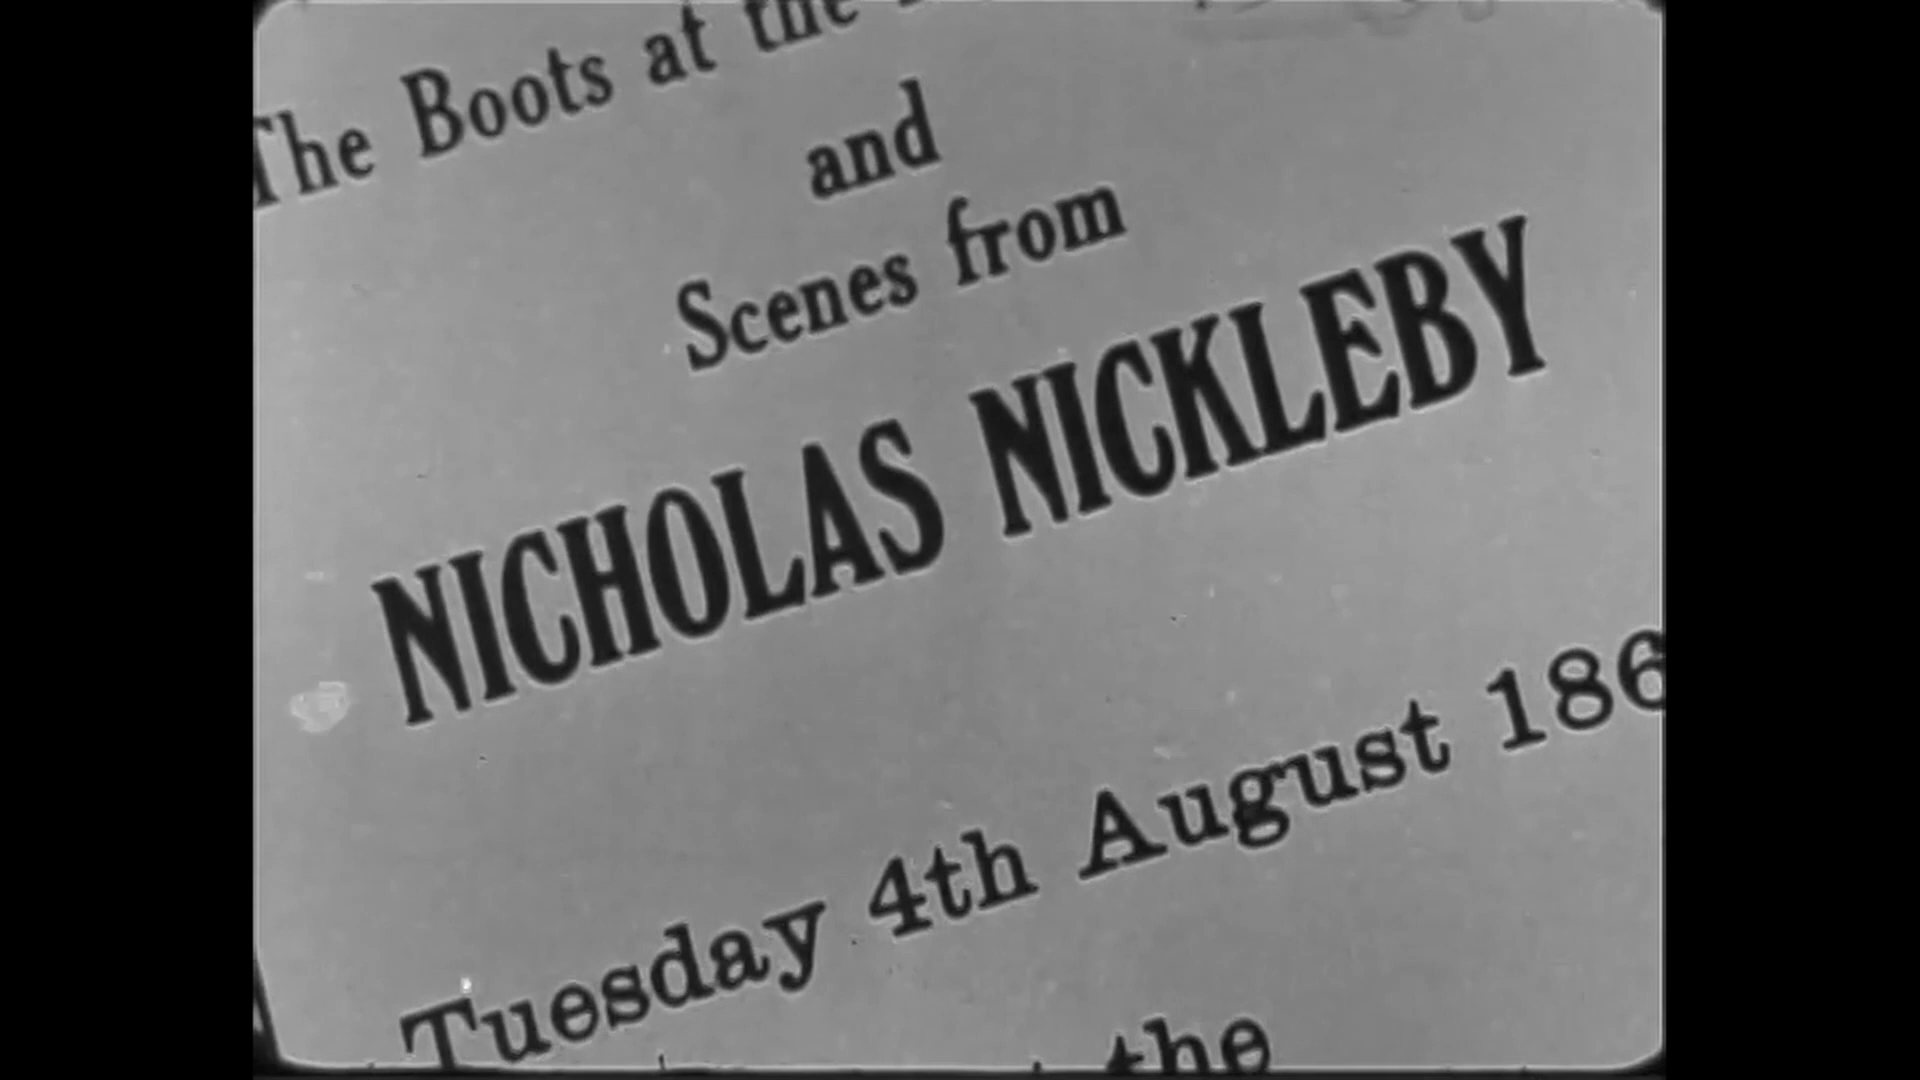 The Boots at the
and
Scenes from
NICHOLAS NICKLEBY
Tuesday 4th August 186
the